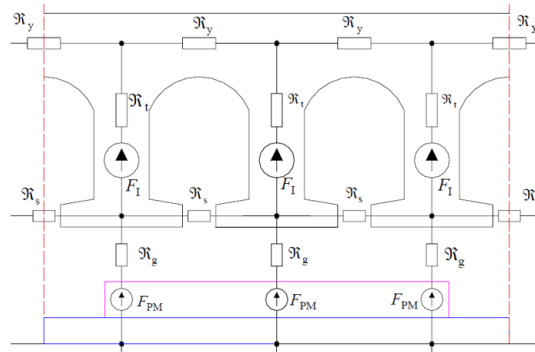 ℜy ℜy ℜy ℜy
ℜt ℜt ℜt
FI FI FI
ℜs ℜs ℜs ℜs
ℜg ℜg ℜg
FPM FPM FPM